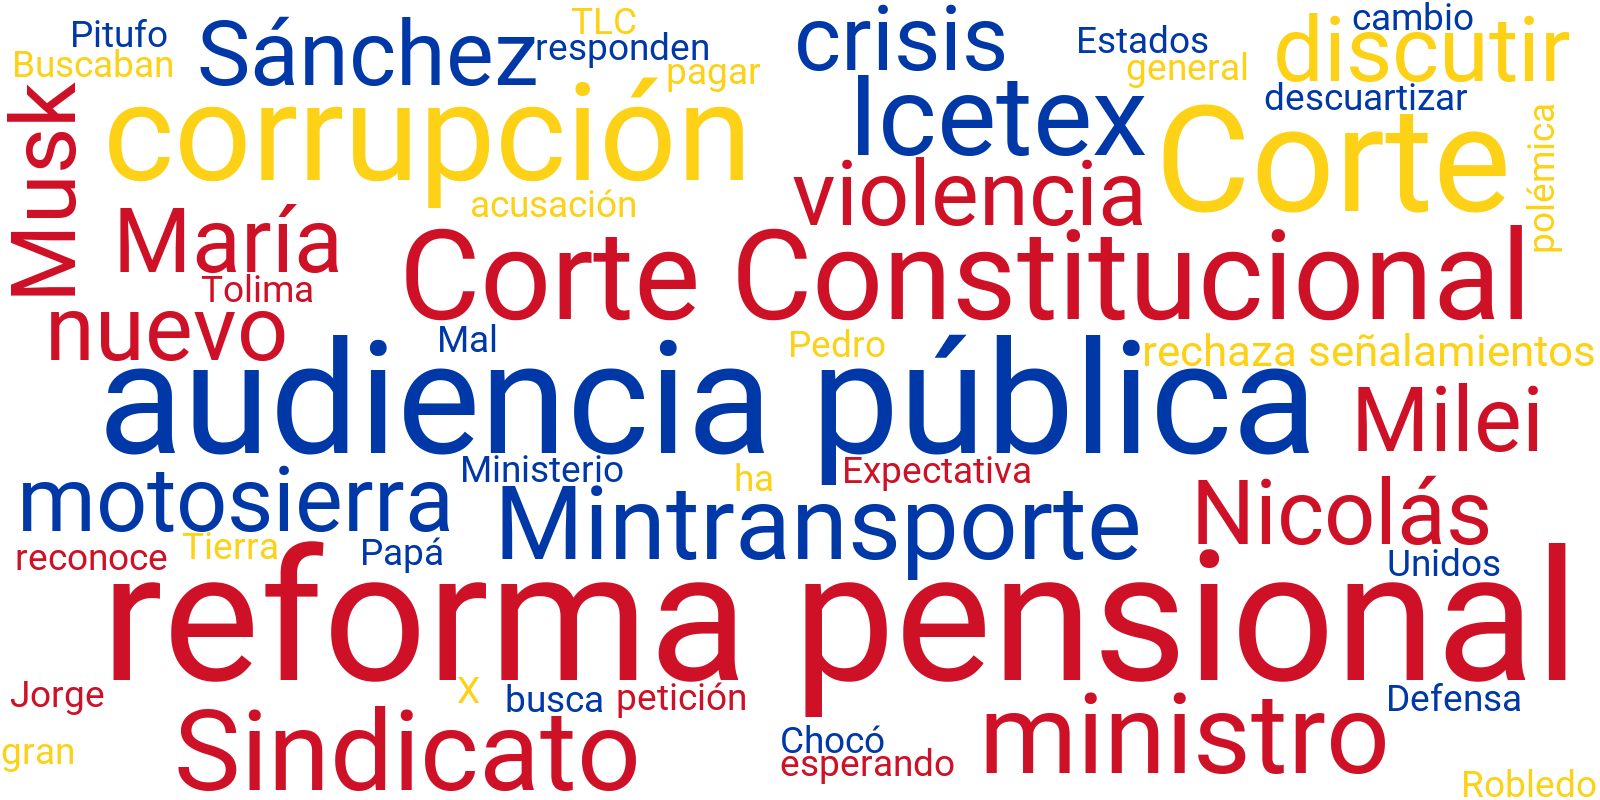 Pitufo
Buscaban
Sánchez
TLC
responden
pagar
crisis
Estados
general
cambio
discutir
descuartizar
Musk
corrupción
acusación
Icetex
violencia
Corte
polémica
María
Tolima
nuevo
Corte Constitucional
Mal
Pedro
rechaza señalamientos
audiencia pública
Milei
motosierra
Ministerio
ha
Expectativa
Mintransporte
Nicolás
reconoce
Tierra
Papá
Unidos
reforma pensional
Jorge
X
busca
petición
Defensa
gran
Sindicato
Chocó
esperando
ministro
Robledo